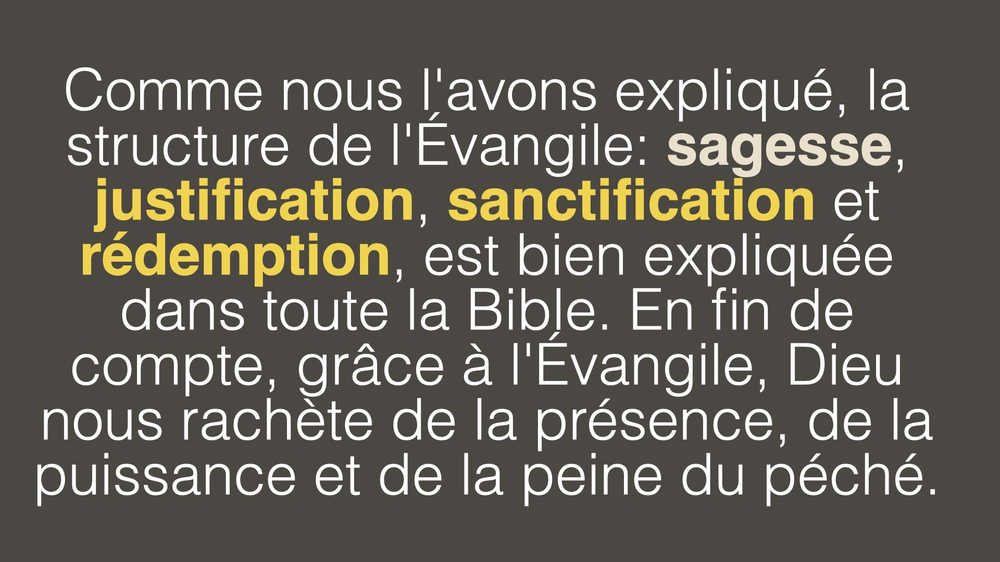 Comme nous l'avons expliqué, la
structure de l'Évangile: sagesse,
justification, sanctification et
rédemption, est bien expliquée
dans toute la Bible. En fin de
compte, grâce à l'Évangile, Dieu
nous rachète de la présence, de la
puissance et de la peine du péché.